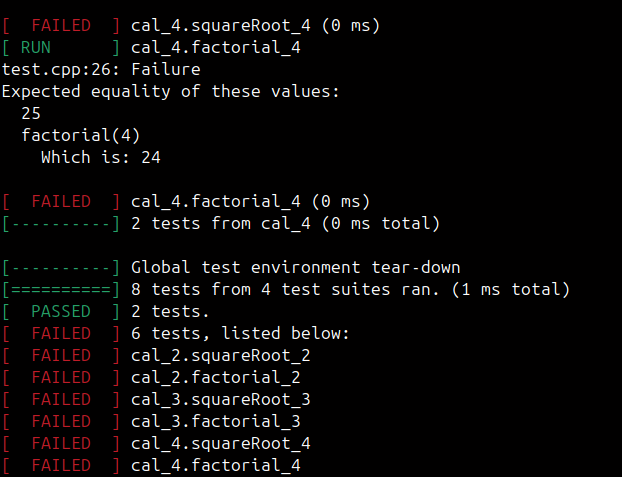 [  FAILED  ] cal_4.squareRoot_4 (0 ms)
[ RUN      ] cal_4.factorial_4
test.cpp:26: Failure
Expected equality of these values:
  25
  factorial(4)
    Which is: 24
[  FAILED  ] cal_4.factorial_4 (0 ms)
[----------] 2 tests from cal_4 (0 ms total)
[----------] Global test environment tear-down
[==========] 8 tests from 4 test suites ran. (1 ms total)
[  PASSED  ] 2 tests.
[  FAILED  ] 6 tests, listed below:
[  FAILED  ] cal_2.squareRoot_2
[  FAILED  ] cal_2.factorial_2
[  FAILED  ] cal_3.squareRoot_3
[  FAILED  ] cal_3.factorial_3
[  FAILED  ] cal_4.squareRoot_4
[  FAILED  ] cal_4.factorial_4